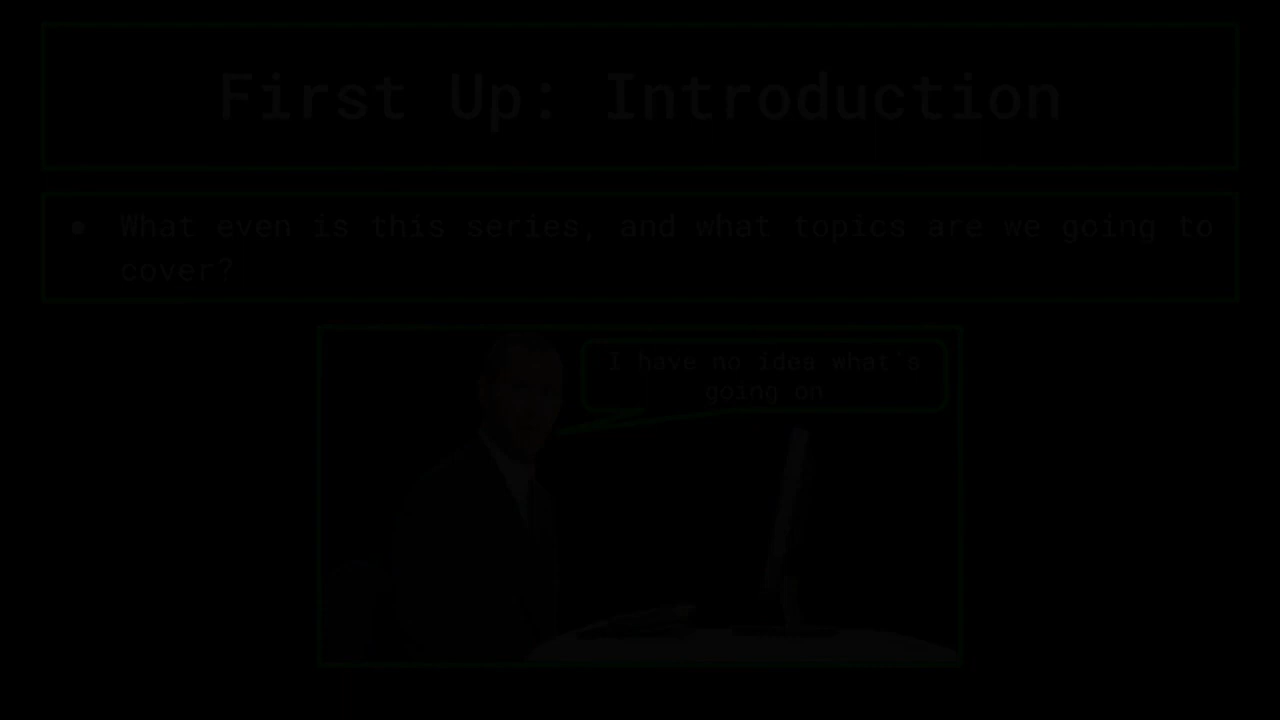 First Up: Introduction
● What even is this series, and what topics are we going to
cover?
I have no idea what's
going on